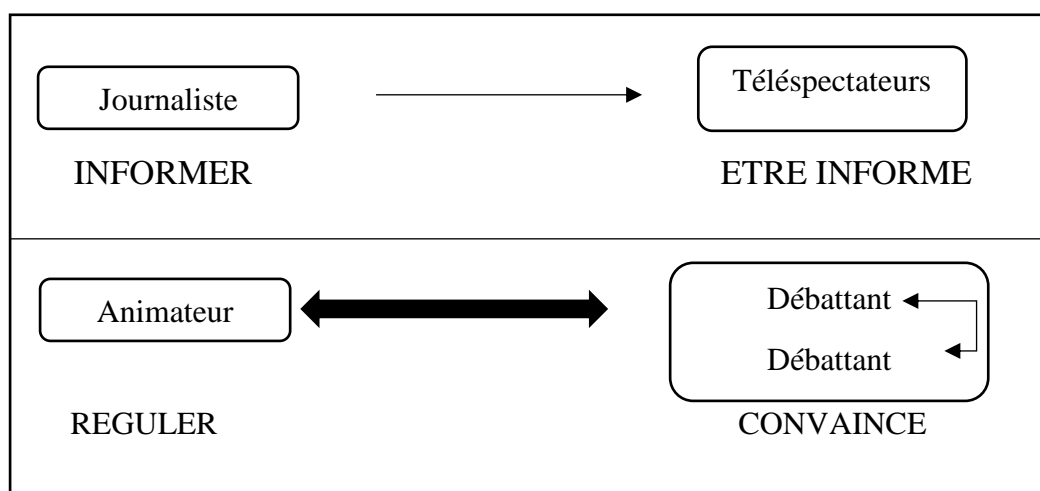 Journaliste
Téléspectateurs
INFORMER
ETRE INFORME
Animateur
Débattant
Débattant
REGULER
CONVAINCE